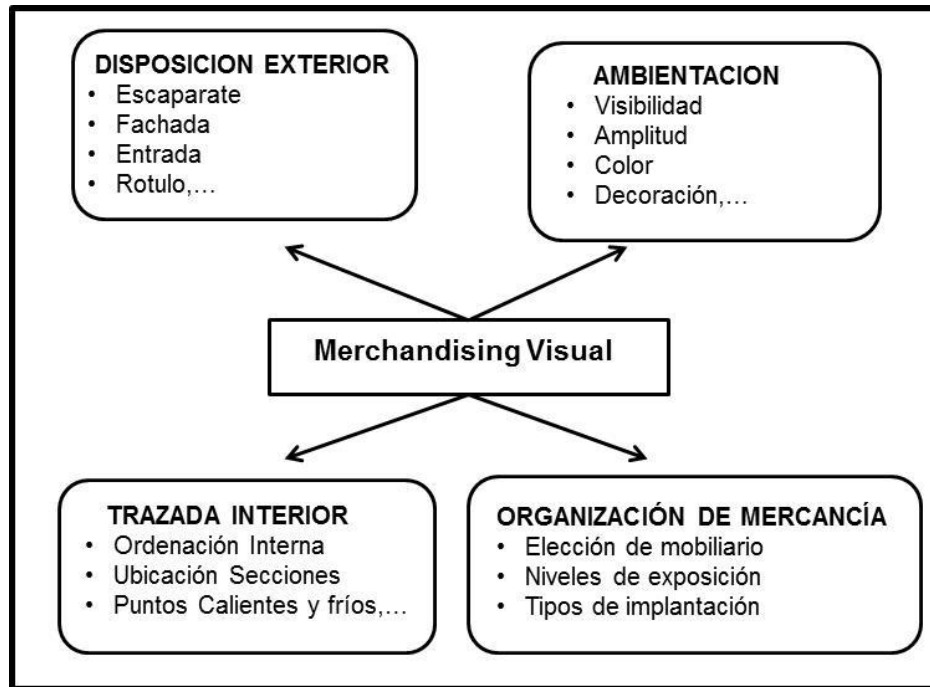 DISPOSICION EXTERIOR
• Escaparate
• Fachada
• Entrada
• Rotulo,…
AMBIENTACION
• Visibilidad
• Amplitud
• Color
• Decoración,…
Merchandising Visual
TRAZADA INTERIOR
• Ordenación Interna
• Ubicación Secciones
• Puntos Calientes y fríos,…
ORGANIZACIÓN DE MERCANCÍA
• Elección de mobiliario
• Niveles de exposición
• Tipos de implantación